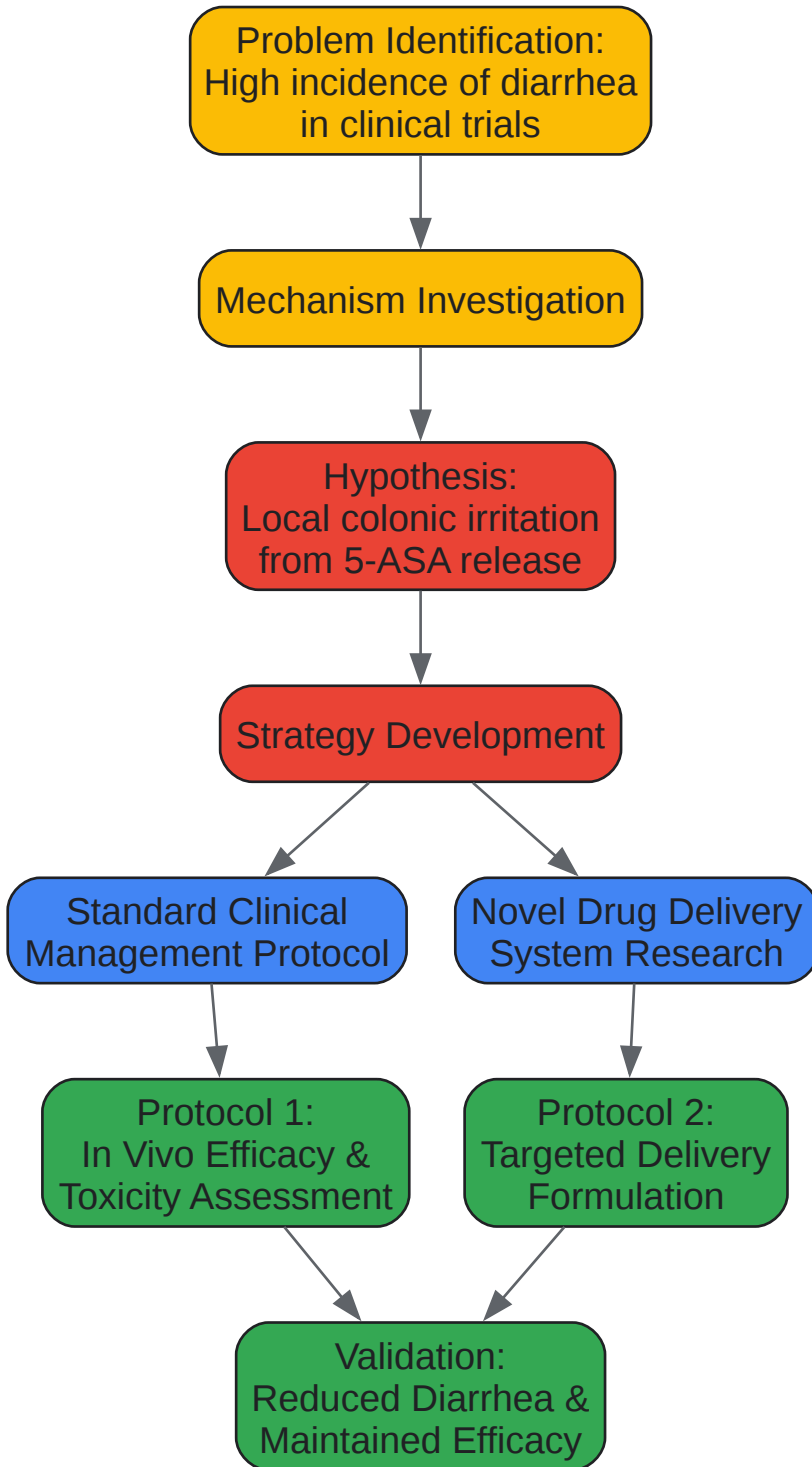 Problem Identification:
High incidence of diarrhea
in clinical trials
Mechanism Investigation
Hypothesis:
Local colonic irritation
from 5-ASA release
Strategy Development
Standard Clinical
Management Protocol
Novel Drug Delivery
System Research
Protocol 1:
In Vivo Efficacy &
Toxicity Assessment
Protocol 2:
Targeted Delivery
Formulation
Validation:
Reduced Diarrhea &
Maintained Efficacy